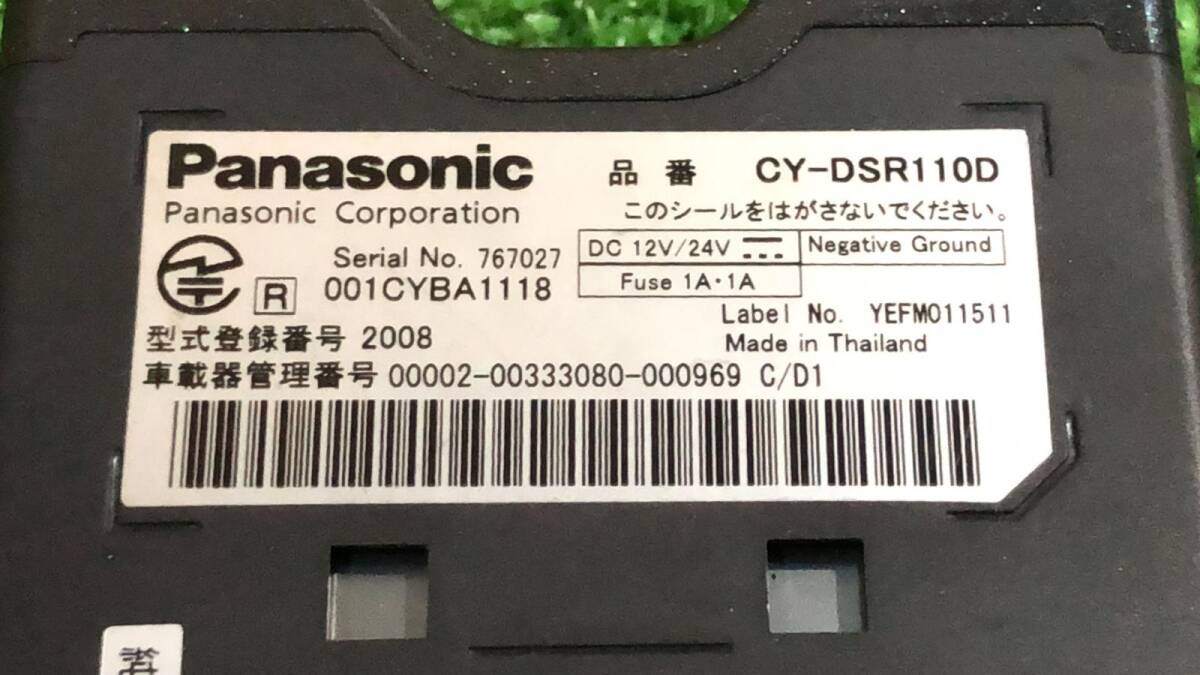 Panasonic
品番 CY-DSR110D
Panasonic Corporation
このシールをはがさないでください。
Serial No. 767027
DC 12V/24V
Negative Ground
R 001CYBA1118
Fuse 1A・1A
Label No. YEFM011511
型式登録番号 2008
Made in Thailand
車載器管理番号 00002-00333080-000969 C/D1